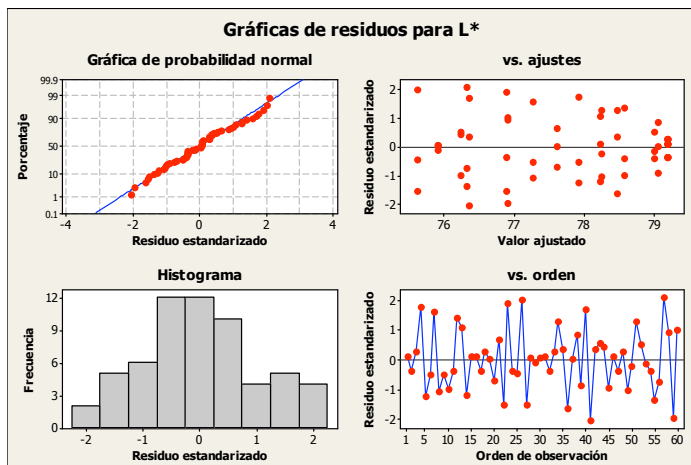 Gráficas de residuos para L*
Gráfica de probabilidad normal
Porcentaje
99.9
99
90
50
10
1
0.1
-4 -2 0 2 4
Residuo estandarizado
vs. ajustes
Residuo estandarizado
2
1
0
-1
-2
76 77 78 79
Valor ajustado
Histograma
Frecuencia
12
9
6
3
0
-2 -1 0 1 2
Residuo estandarizado
vs. orden
Residuo estandarizado
2
1
0
-1
-2
1 5 10 15 20 25 30 35 40 45 50 55 60
Orden de observación